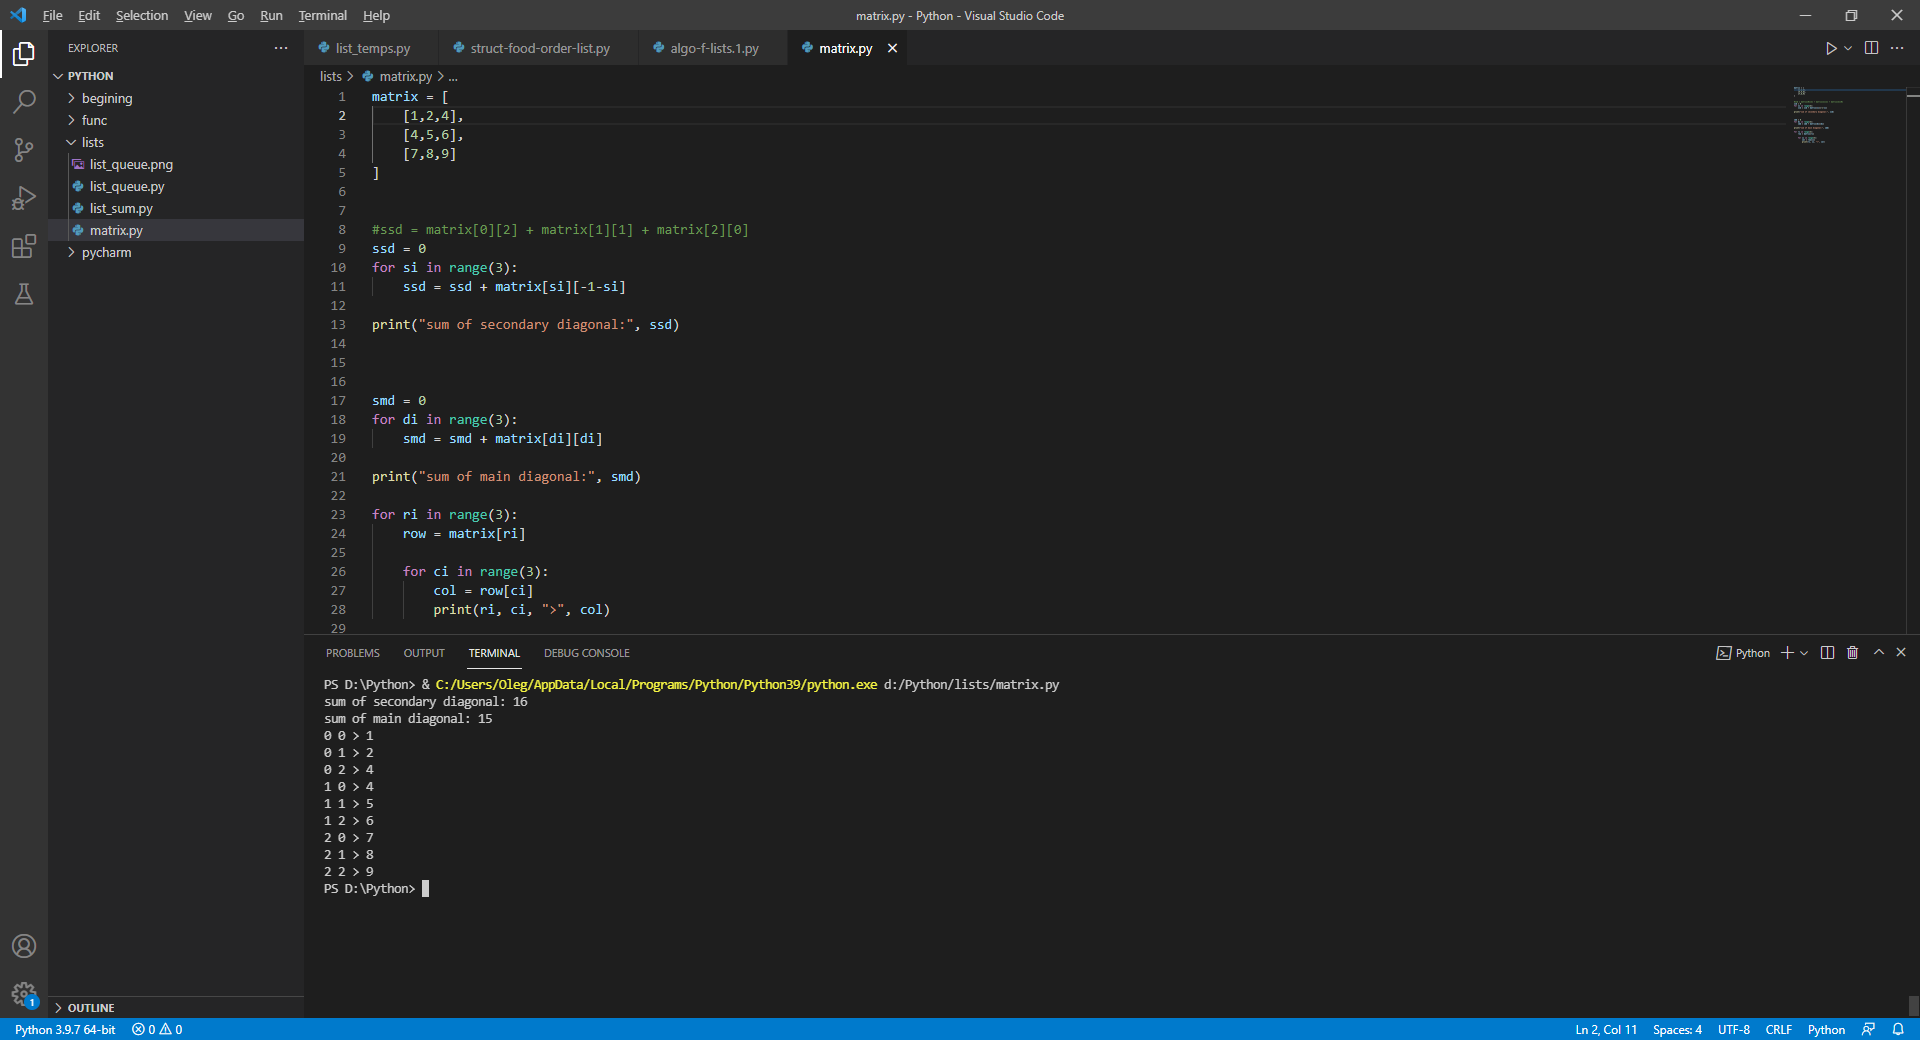 File Edit Selection View Go Run Terminal Help
matrix.py - Python - Visual Studio Code
EXPLORER
PYTHON
begining
func
lists
list_queue.png
list_queue.py
list_sum.py
matrix.py
pycharm
OUTLINE
list_temps.py struct-food-order-list.py algo-f-lists.1.py matrix.py
lists > matrix.py > ...
1 matrix = [
2 [1,2,4],
3 [4,5,6],
4 [7,8,9]
5 ]
6
7
8 #ssd = matrix[0][2] + matrix[1][1] + matrix[2][0]
9 ssd = 0
10 for si in range(3):
11 ssd = ssd + matrix[si][-1-si]
12
13 print("sum of secondary diagonal:", ssd)
14
15
16
17 smd = 0
18 for di in range(3):
19 smd = smd + matrix[di][di]
20
21 print("sum of main diagonal:", smd)
22
23 for ri in range(3):
24 row = matrix[ri]
25
26 for ci in range(3):
27 col = row[ci]
28 print(ri, ci, ">", col)
29
PROBLEMS OUTPUT TERMINAL DEBUG CONSOLE
Python
PS D:\Python> & C:/Users/Oleg/AppData/Local/Programs/Python/Python39/python.exe d:/Python/lists/matrix.py
sum of secondary diagonal: 16
sum of main diagonal: 15
0 0 > 1
0 1 > 2
0 2 > 4
1 0 > 4
1 1 > 5
1 2 > 6
2 0 > 7
2 1 > 8
2 2 > 9
PS D:\Python>
1
Python 3.9.7 64-bit 0 0
Ln 2, Col 11 Spaces: 4 UTF-8 CRLF Python